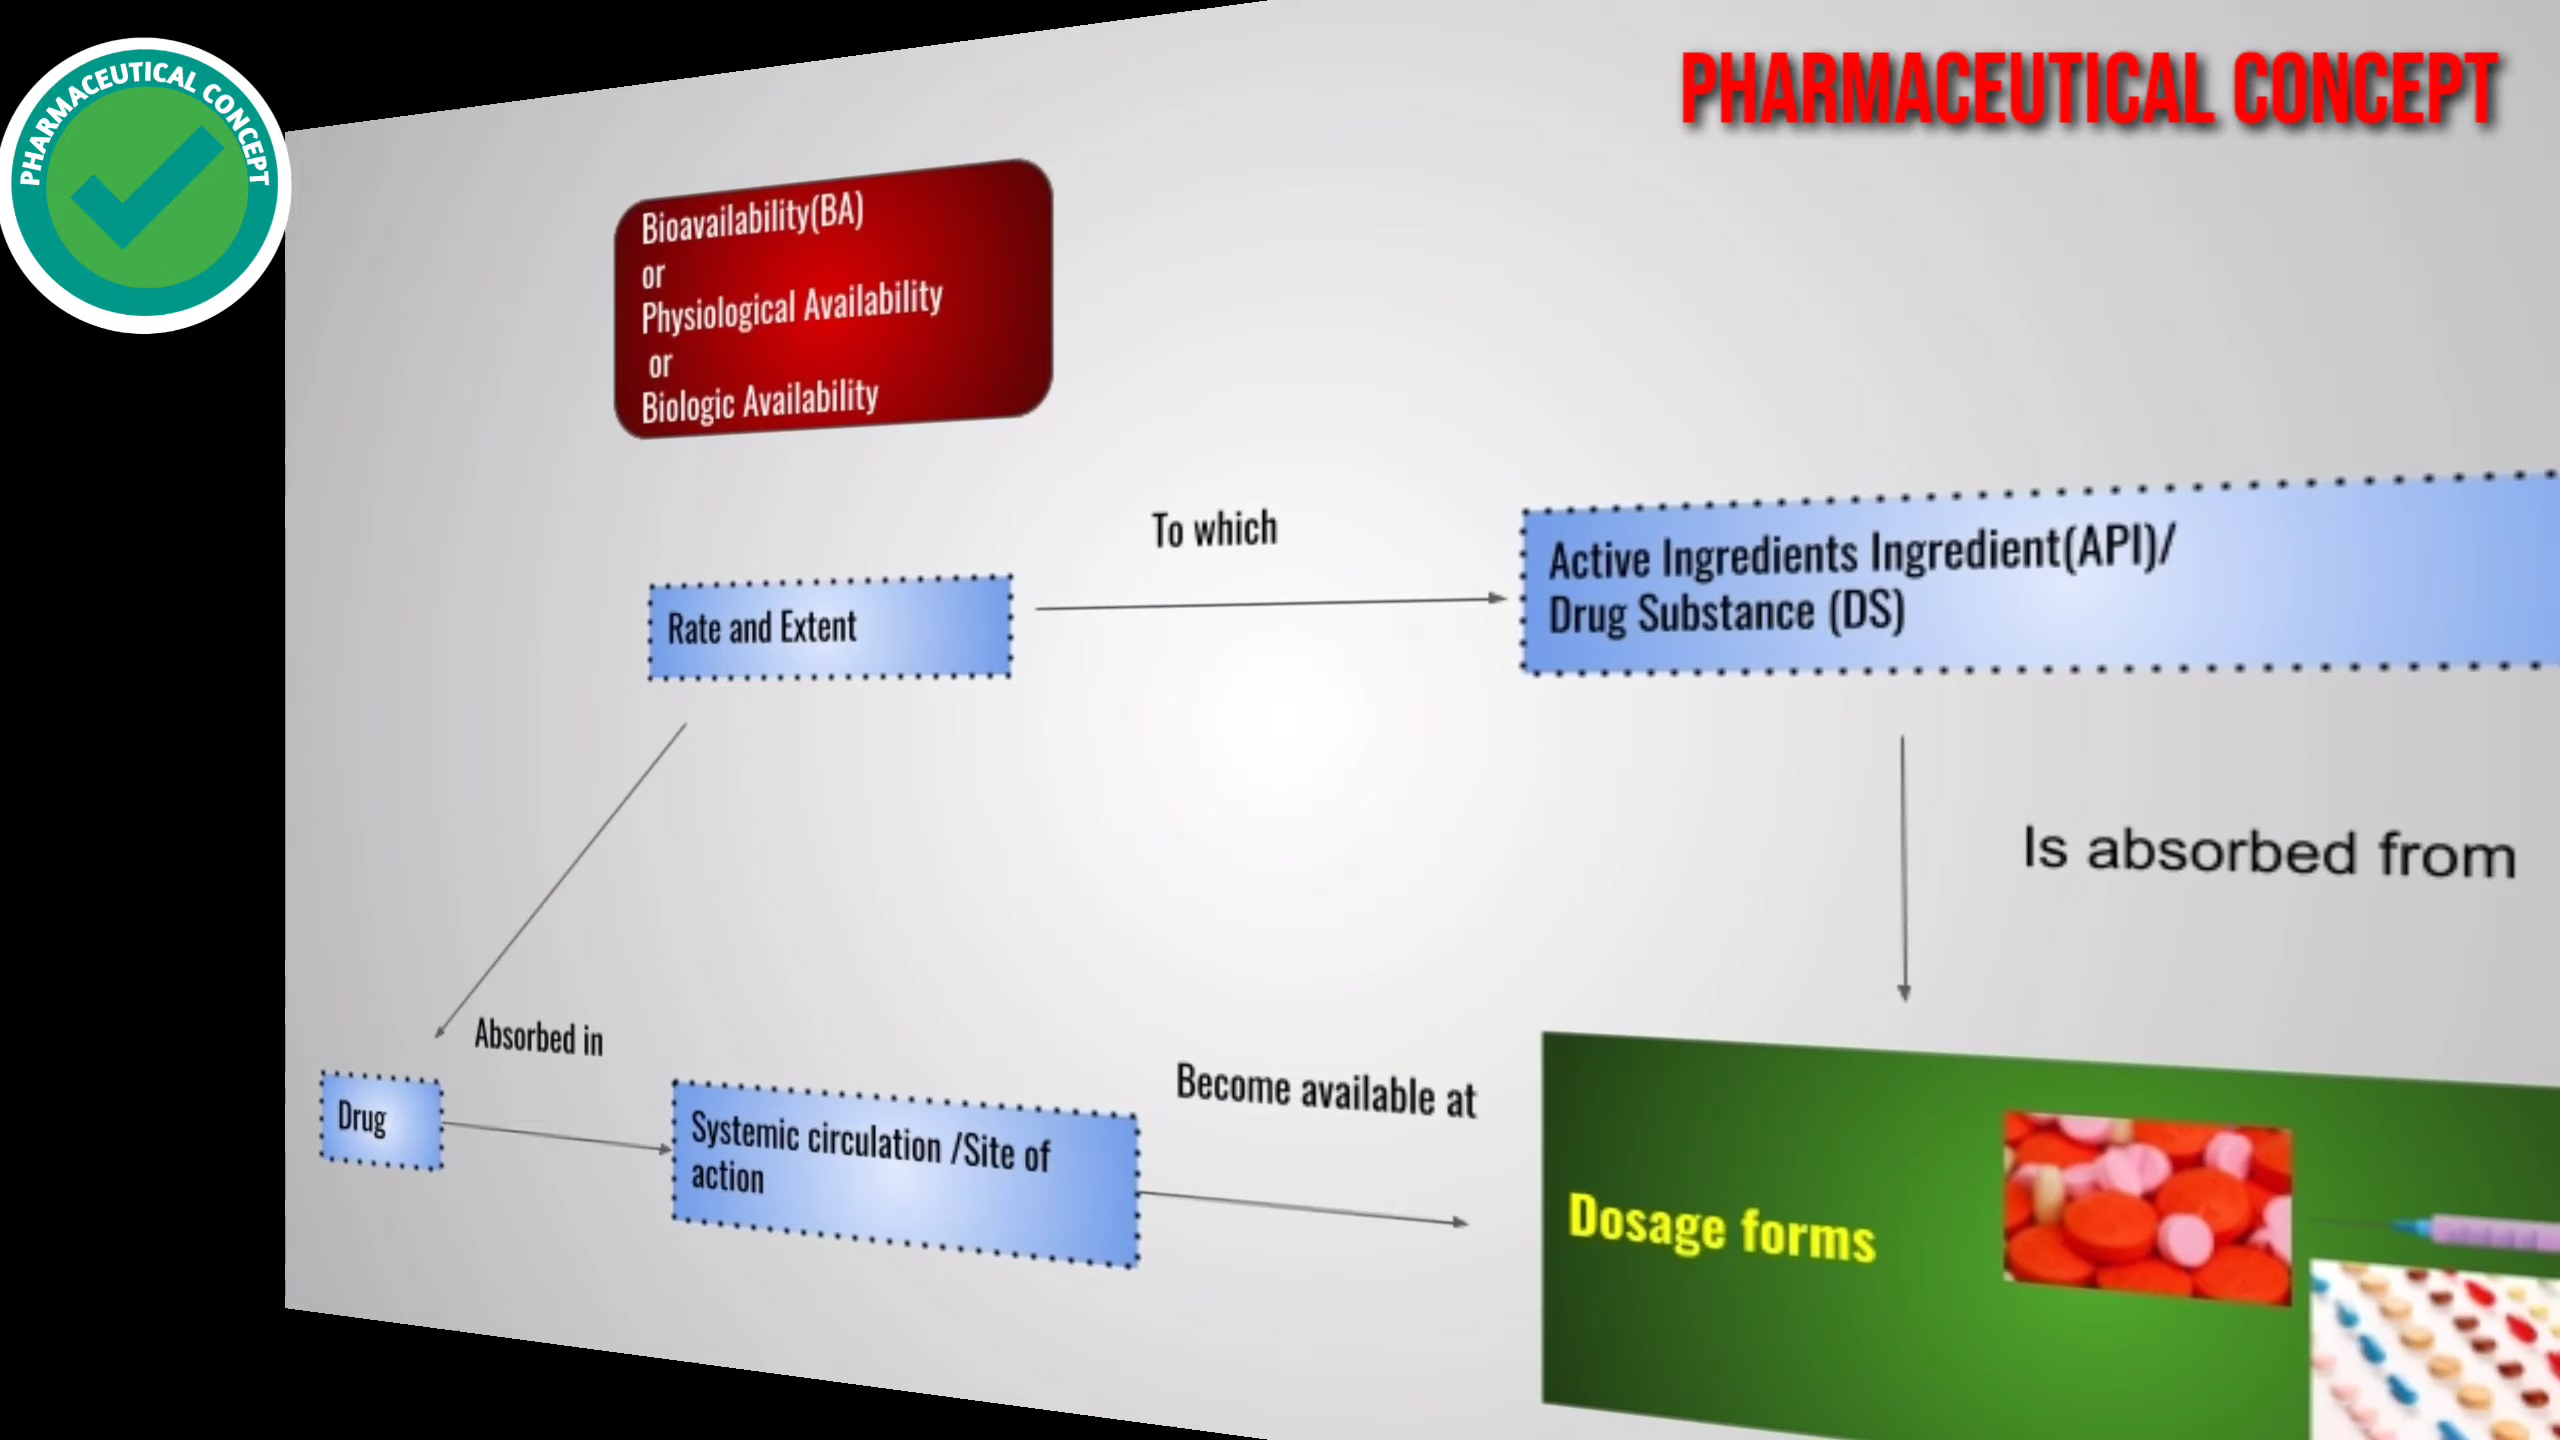 PHARMACEUTICAL CONCEPT
PHARMACEUTICAL CONCEPT
Bioavailability(BA)
or
Physiological Availability
or
Biologic Availability
To which
Rate and Extent
Active Ingredients Ingredient(API)/
Drug Substance (DS)
Is absorbed from
Absorbed in
Drug
Systemic circulation /Site of
action
Become available at
Dosage forms